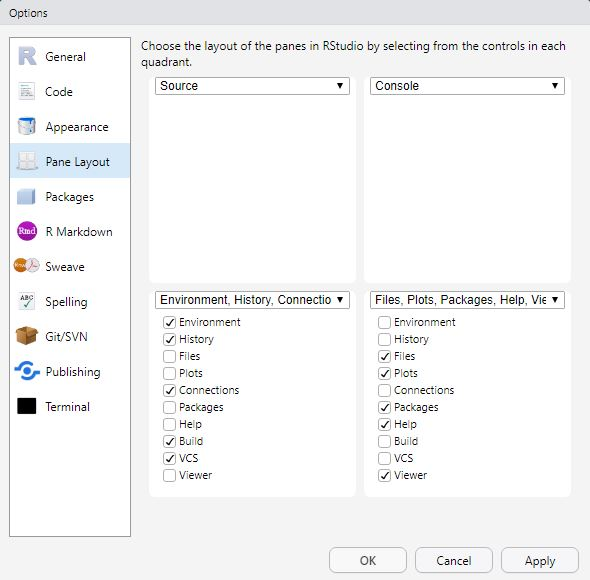 Options
General
Code
Appearance
Pane Layout
Packages
Rmd
R Markdown
Sweave
ABC
Spelling
Git/SVN
Publishing
Terminal
Choose the layout of the panes in RStudio by selecting from the controls in each
quadrant.
Source
Console
Environment, History, Connectio
Environment
History
Files
Plots
Connections
Packages
Help
Build
VCS
Viewer
Files, Plots, Packages, Help, Vie
Environment
History
Files
Plots
Connections
Packages
Help
Build
VCS
Viewer
OK
Cancel
Apply